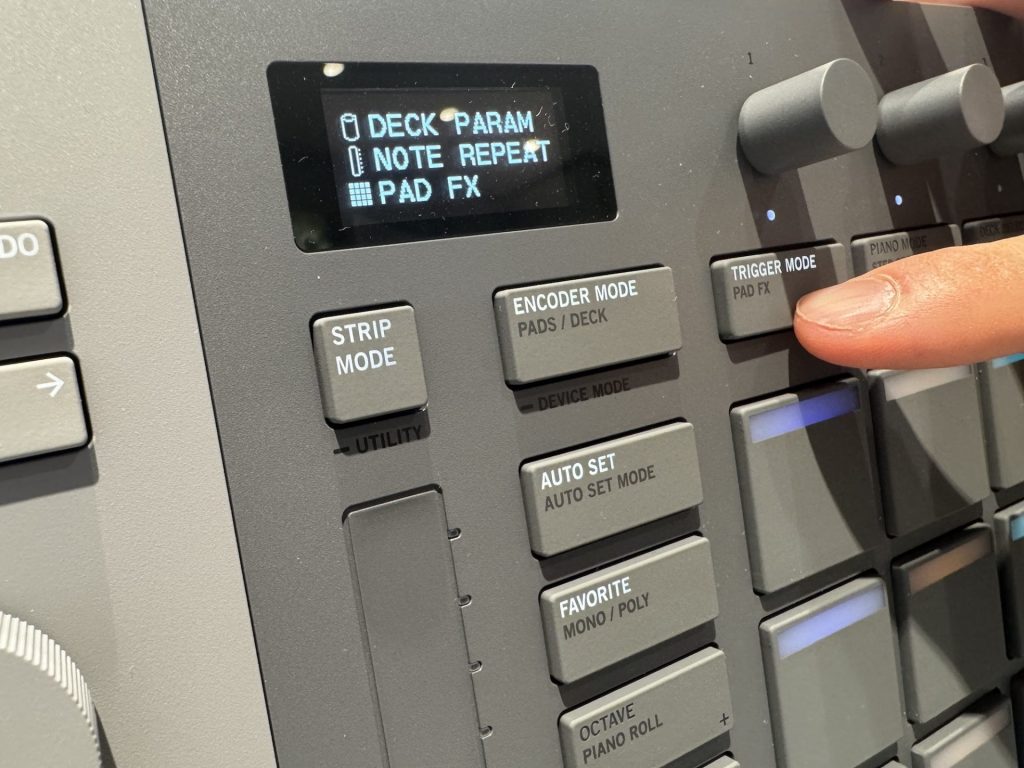 DECK PARAM
NOTE REPEAT
PAD FX
1
2
DO
STRIP
MODE
UTILITY
ENCODER MODE
PADS / DECK
DEVICE MODE
TRIGGER MODE
PAD FX
PIANO MODE
AUTO SET
AUTO SET MODE
FAVORITE
MONO / POLY
OCTAVE
PIANO ROLL
+